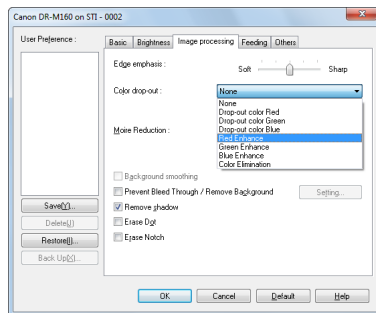 Canon DR-M160 on STI - 0002
User Preference :
Basic Brightness Image processing Feeding Others
Edge emphasis :
Soft Sharp
Color drop-out :
None
None
Drop-out color Red
Drop-out color Green
Drop-out color Blue
Red Enhance
Green Enhance
Blue Enhance
Color Elimination
Moire Reduction :
Background smoothing
Prevent Bleed Through / Remove Background
Setting...
Remove shadow
Erase Dot
Erase Notch
Save(Y)...
Delete(J)
Restore(I)...
Back Up(X)...
OK Cancel Default Help